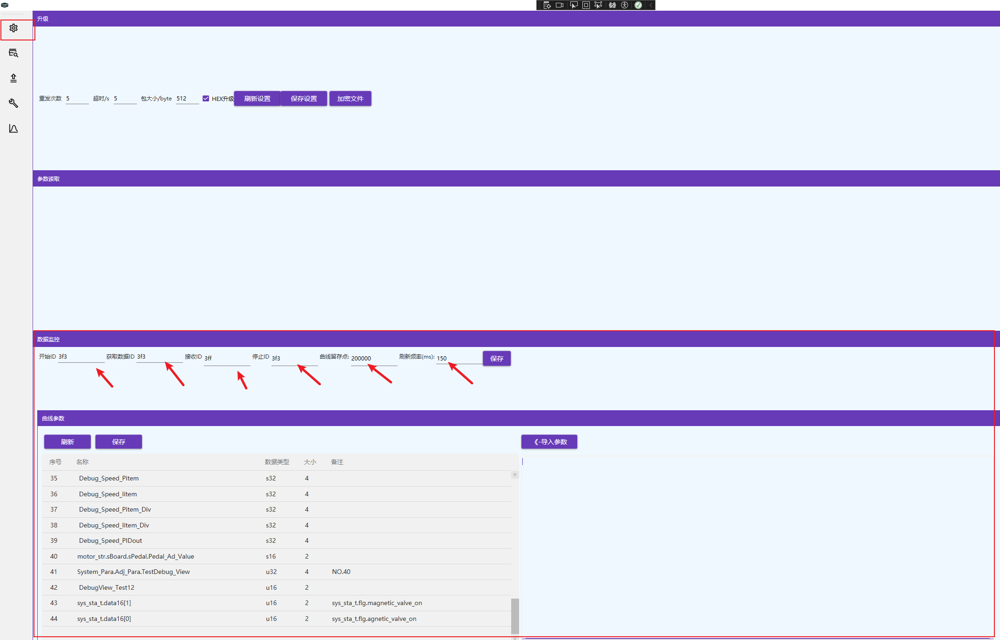 升级
重发次数 5 超时/s 5 包大小/byte 512 HEX升级 刷新设置 保存设置 加密文件
参数读取
数据监控
开始ID 3f3 获取数据ID 3f3 接收ID 3ff 停止ID 3f3 曲线留存点: 200000 刷新频率(ms): 150 保存
曲线参数
刷新 保存 《-导入参数
序号 名称 数据类型 大小 备注
35 Debug_Speed_Pitem s32 4
36 Debug_Speed_Iitem s32 4
37 Debug_Speed_Pitem_Div s32 4
38 Debug_Speed_Iitem_Div s32 4
39 Debug_Speed_PIDout s32 4
40 motor_str.sBoard.sPedal.Pedal_Ad_Value s16 2
41 System_Para.Adj_Para.TestDebug_View u32 4 NO.40
42 DebugView_Test12 u16 2
43 sys_sta_t.data16[1] u16 2 sys_sta_t.flg.magnetic_valve_on
44 sys_sta_t.data16[0] u16 2 sys_sta_t.flg.agnetic_valve_on